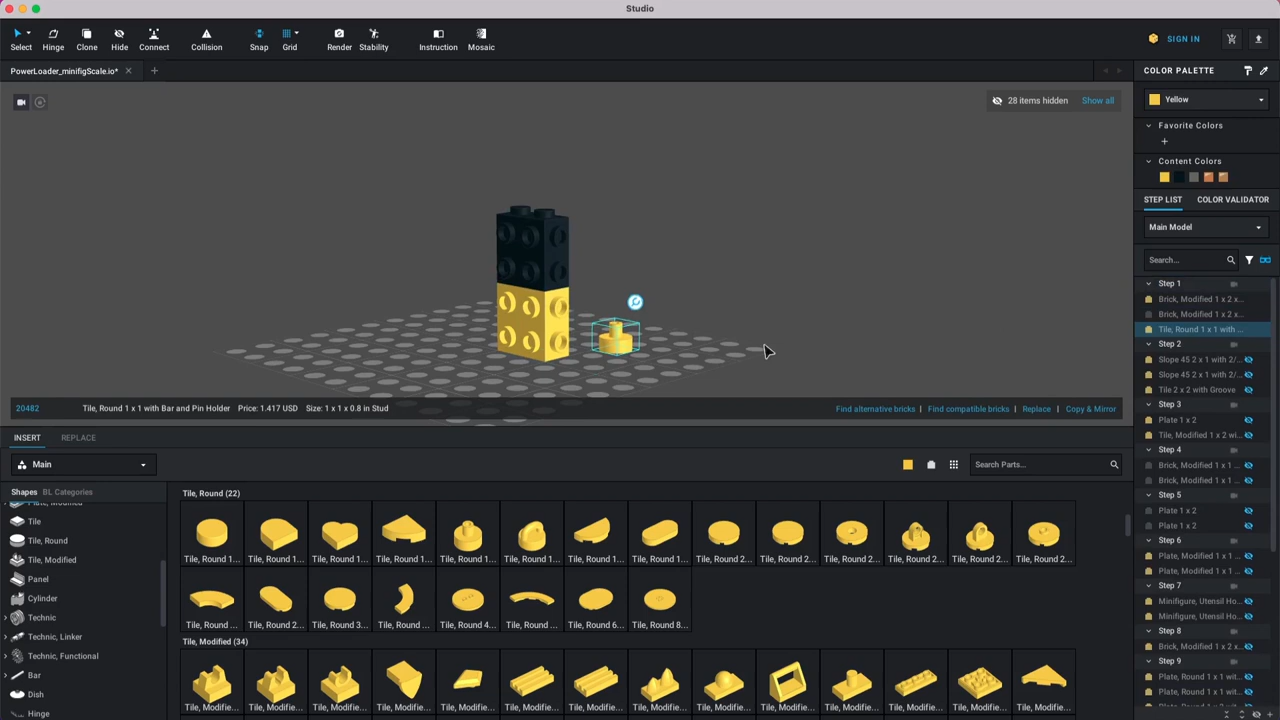 Studio
Select Hinge Clone Hide Connect Collision Snap Grid Render Stability Instruction Mosaic SIGN IN
PowerLoader_minifigScale.io*
28 items hidden Show all
20482 Tile, Round 1 x 1 with Bar and Pin Holder Price: 1.417 USD Size: 1 x 1 x 0.8 in Stud
Find alternative bricks | Find compatible bricks | Replace | Copy & Mirror
INSERT REPLACE
Main
Search Parts...
Shapes BL Categories
Plate, Modified
Tile
Tile, Round
Tile, Modified
Panel
Cylinder
Technic
Technic, Linker
Technic, Functional
Bar
Dish
Hinge
Tile, Round (22)
Tile, Round 1... Tile, Round 1... Tile, Round 1... Tile, Round 1... Tile, Round 1... Tile, Round 1... Tile, Round 1... Tile, Round 1... Tile, Round 2... Tile, Round 2... Tile, Round 2... Tile, Round 2... Tile, Round 2... Tile, Round 2...
Tile, Round ... Tile, Round 2... Tile, Round 3... Tile, Round ... Tile, Round 4... Tile, Round ... Tile, Round 6... Tile, Round 8...
Tile, Modified (34)
Tile, Modifie... Tile, Modifie... Tile, Modifie... Tile, Modifie... Tile, Modifie... Tile, Modifie... Tile, Modifie... Tile, Modifie... Tile, Modifie... Tile, Modifie... Tile, Modifie... Tile, Modifie... Tile, Modifie... Tile, Modifie...
COLOR PALETTE
Yellow
Favorite Colors
Content Colors
STEP LIST COLOR VALIDATOR
Main Model
Search...
Step 1
Brick, Modified 1 x 2 x...
Brick, Modified 1 x 2 x...
Tile, Round 1 x 1 with ...
Step 2
Slope 45 2 x 1 with 2/...
Slope 45 2 x 1 with 2/...
Tile 2 x 2 with Groove
Step 3
Plate 1 x 2
Tile, Modified 1 x 2 wi...
Step 4
Brick, Modified 1 x 1 ...
Brick, Modified 1 x 1 ...
Step 5
Plate 1 x 2
Plate 1 x 2
Step 6
Plate, Modified 1 x 1 ...
Plate, Modified 1 x 1 ...
Step 7
Minifigure, Utensil Ho...
Minifigure, Utensil Ho...
Step 8
Brick, Modified 1 x 2 x...
Step 9
Plate, Round 1 x 1 wit...
Plate, Round 1 x 1 wit...